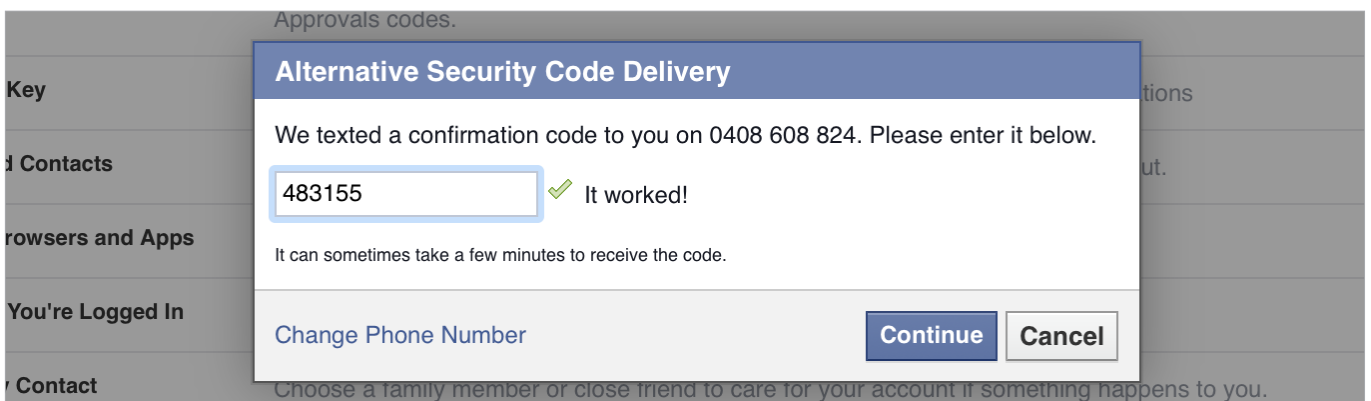 Approvals codes.
Alternative Security Code Delivery
Key
tions
We texted a confirmation code to you on 0408 608 824. Please enter it below.
d Contacts
ut.
483155
It worked!
rowsers and Apps
It can sometimes take a few minutes to receive the code.
You're Logged In
Change Phone Number
Continue
Cancel
y Contact
Choose a family member or close friend to care for your account if something happens to you.